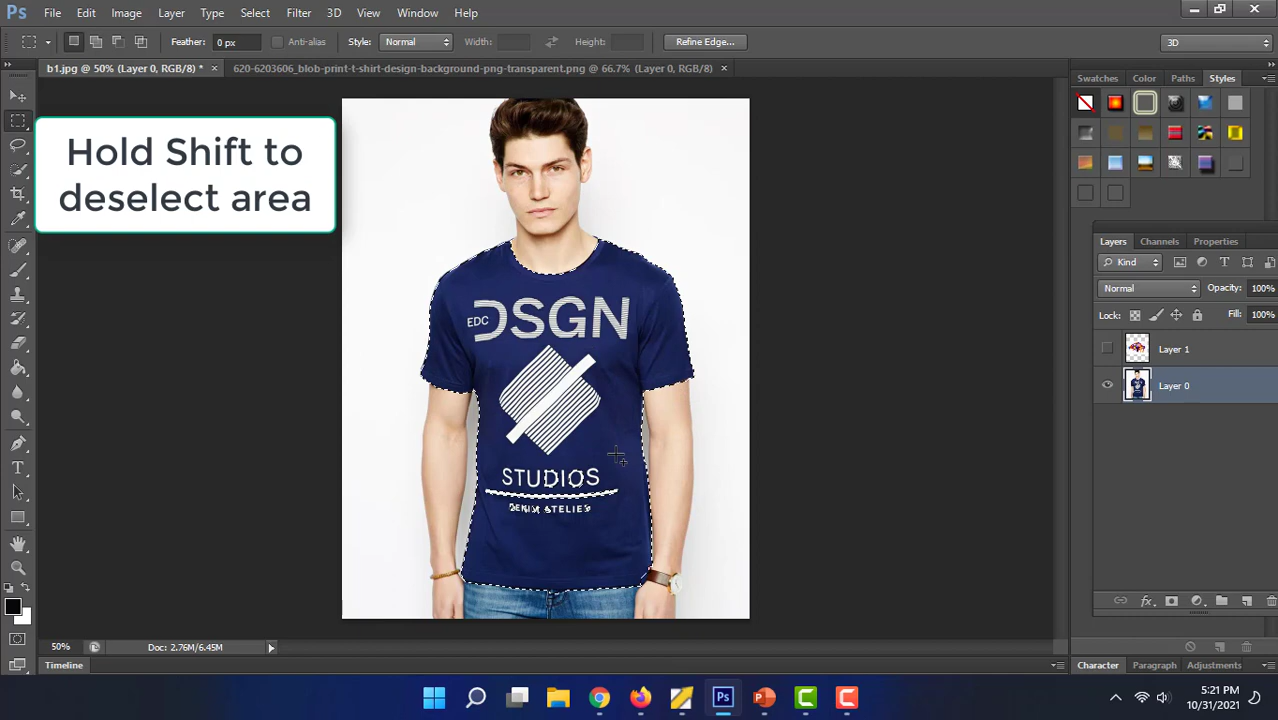 Ps File Edit Image Layer Type Select Filter 3D View Window Help
Feather: 0 px Anti-alias Style: Normal Width: Height: Refine Edge... 3D
b1.jpg @ 50% (Layer 0, RGB/8) * × 620-6203606_blob-print-t-shirt-design-background-png-transparent.png @ 66.7% (Layer 0, RGB/8) ×
Swatches Color Paths Styles
Hold Shift to
deselect area
Layers Channels Properties
Kind
Normal Opacity: 100%
Lock: Fill: 100%
Layer 1
Layer 0
EDC DSGN
STUDIOS
DENIM ATELIER
50% Doc: 2.76M/6.45M
Timeline
Character Paragraph Adjustments
Ps
5:21 PM
10/31/2021